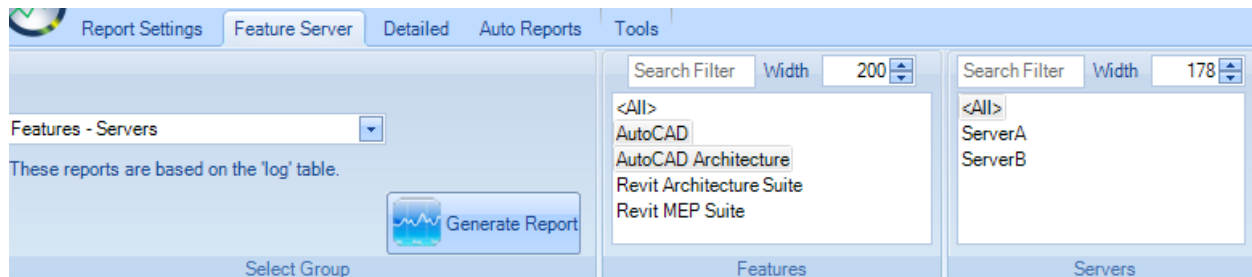 Report Settings Feature Server Detailed Auto Reports Tools
Search Filter Width 200
Search Filter Width 178
Features - Servers
These reports are based on the 'log' table.
Generate Report
Select Group
<All>
AutoCAD
AutoCAD Architecture
Revit Architecture Suite
Revit MEP Suite
Features
<All>
ServerA
ServerB
Servers